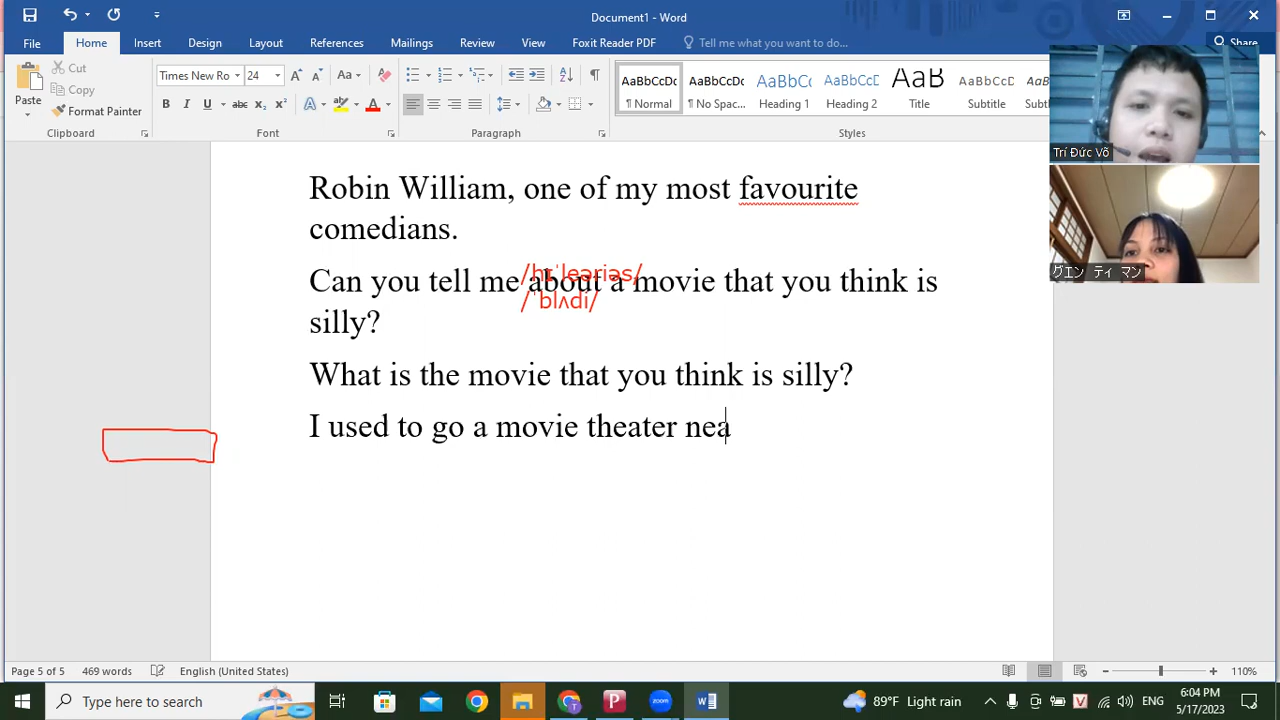 Document1 - Word
File Home Insert Design Layout References Mailings Review View Foxit Reader PDF Tell me what you want to do... Share
Paste Cut
Copy
Format Painter
Times New Ro 24 Aa
B I U abc x₂ x² A A
AaBbCcDc AaBbCcDc AaBbCc AaBbCcD AaB AaBbCcD
¶ Normal ¶ No Spac... Heading 1 Heading 2 Title Subtitle
Clipboard Font Paragraph Styles
Trí Đức Võ
グエン ティ マン
Robin William, one of my most favourite
comedians.
Can you tell me about a movie that you think is
silly?
/hɪˈleəriəs/
/ˈblʌdi/
What is the movie that you think is silly?
I used to go a movie theater nea
Page 5 of 5 469 words English (United States) 110%
Type here to search 89°F Light rain V ENG 6:04 PM
5/17/2023